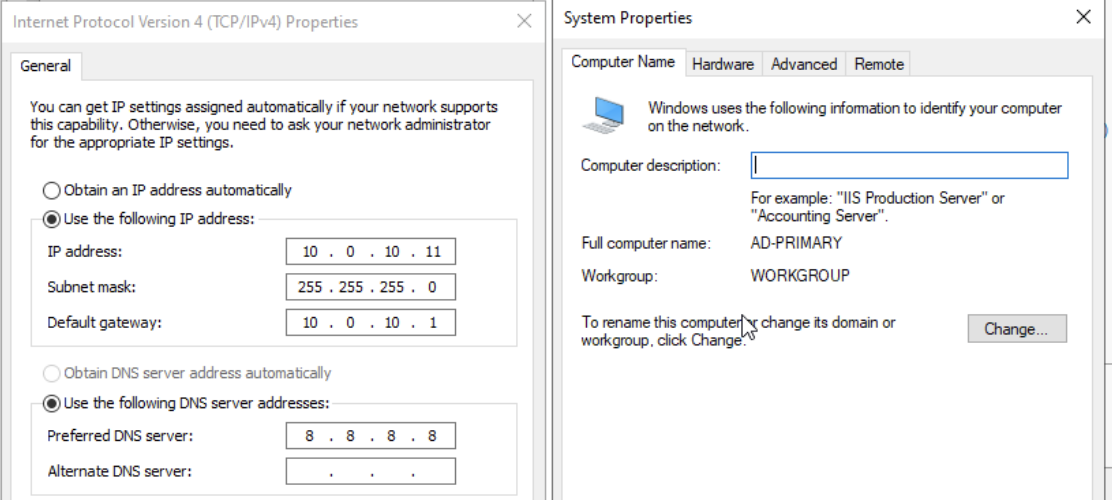 Internet Protocol Version 4 (TCP/IPv4) Properties
General
You can get IP settings assigned automatically if your network supports
this capability. Otherwise, you need to ask your network administrator
for the appropriate IP settings.
Obtain an IP address automatically
Use the following IP address:
IP address:
10 . 0 . 10 . 11
Subnet mask:
255 . 255 . 255 . 0
Default gateway:
10 . 0 . 10 . 1
Obtain DNS server address automatically
Use the following DNS server addresses:
Preferred DNS server:
8 . 8 . 8 . 8
Alternate DNS server:
. . .
System Properties
Computer Name
Hardware
Advanced
Remote
Windows uses the following information to identify your computer
on the network.
Computer description:
For example: "IIS Production Server" or
"Accounting Server".
Full computer name:
AD-PRIMARY
Workgroup:
WORKGROUP
To rename this computer or change its domain or
workgroup, click Change.
Change...